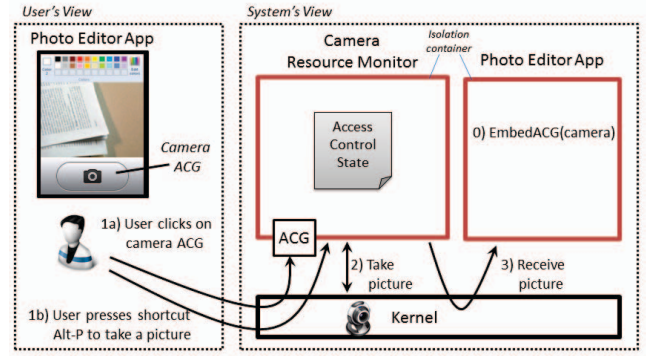 User's View
Photo Editor App
Camera
ACG
1a) User clicks on
camera ACG
1b) User presses shortcut
Alt-P to take a picture
System's View
Camera
Resource Monitor
Isolation
container
Photo Editor App
Access
Control
State
0) EmbedACG(camera)
ACG
2) Take
picture
3) Receive
picture
Kernel